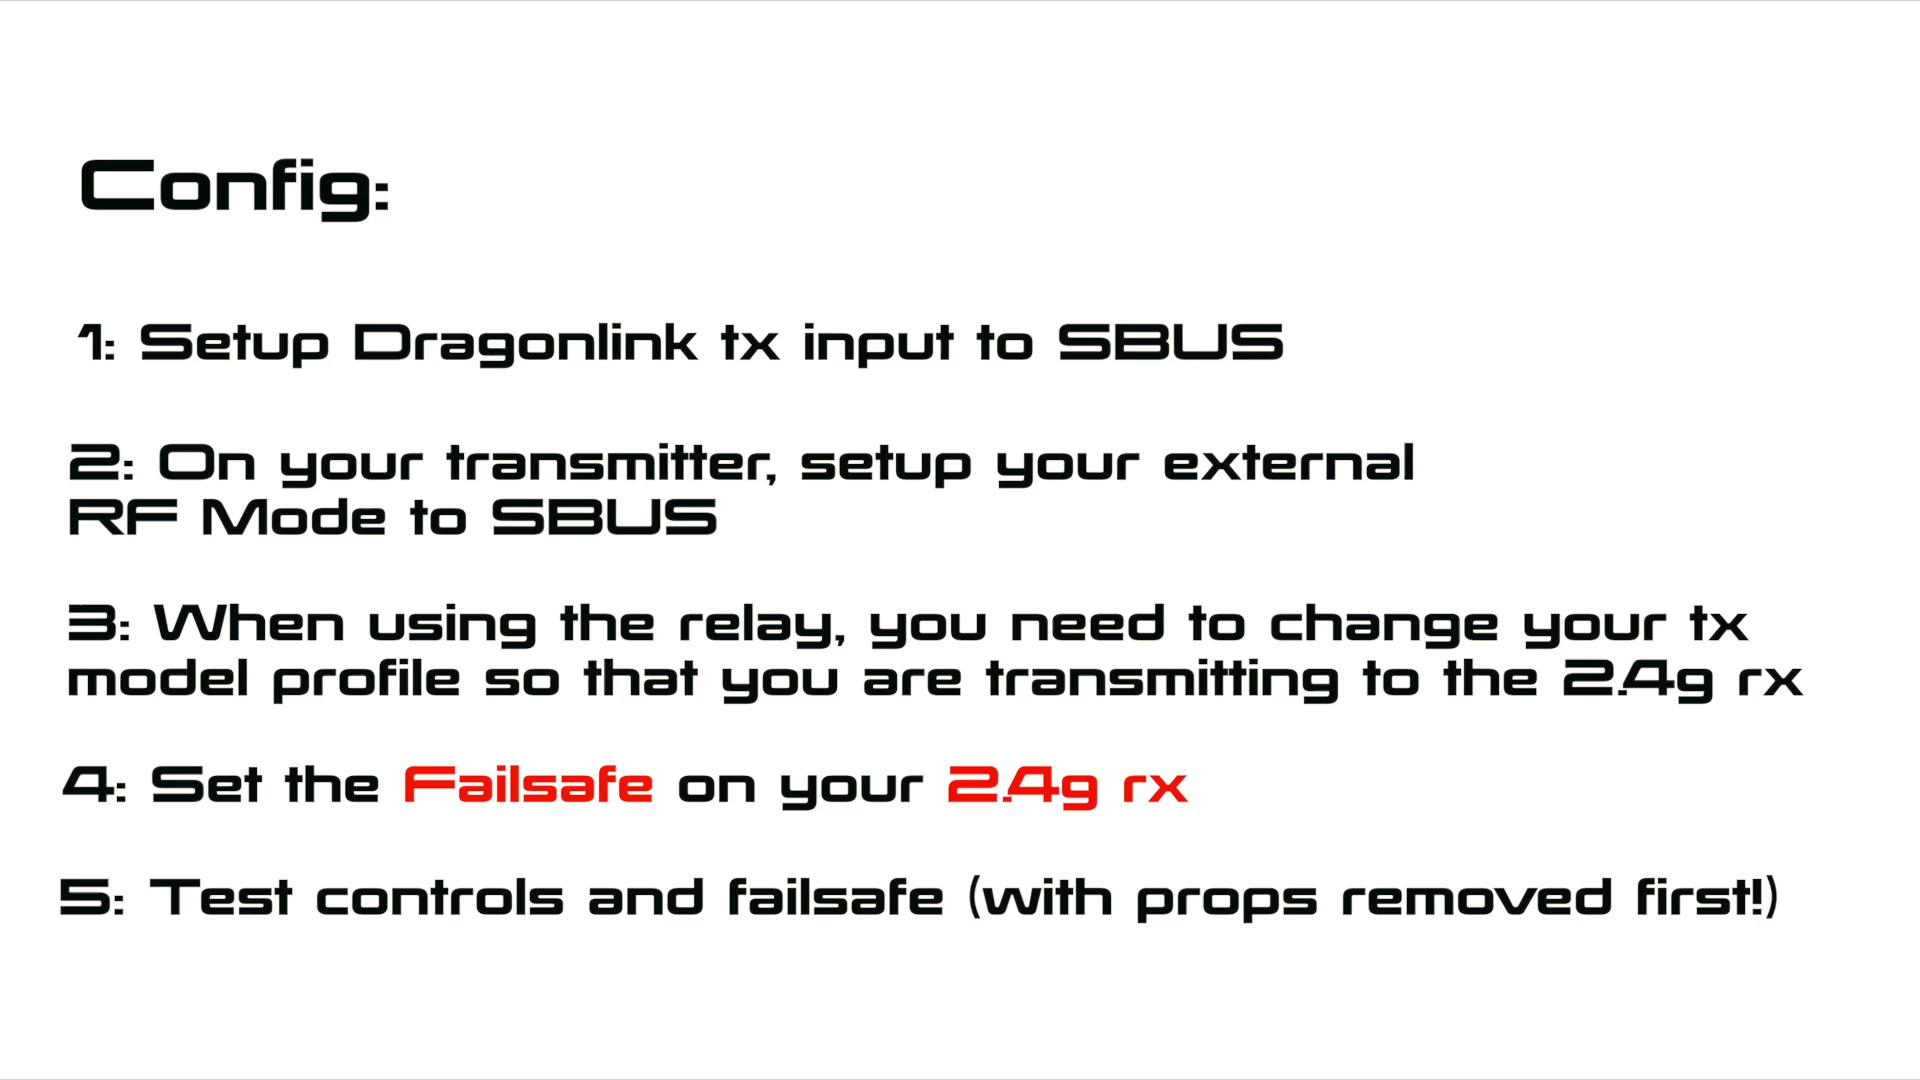 Config:
1: Setup Dragonlink tx input to SBUS
2: On your transmitter, setup your external
RF Mode to SBUS
3: When using the relay, you need to change your tx
model profile so that you are transmitting to the 2.4g rx
4: Set the Failsafe on your 2.4g rx
5: Test controls and failsafe (with props removed first!)